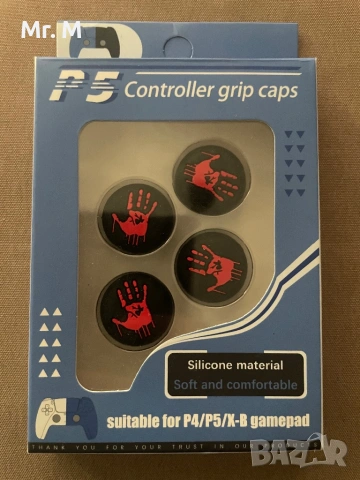 Mr. M
P5 Controller grip caps
Silicone material
Soft and comfortable
suitable for P4/P5/X-B gamepad
THANK YOU FOR YOUR TRUST IN OUR
BAZAR